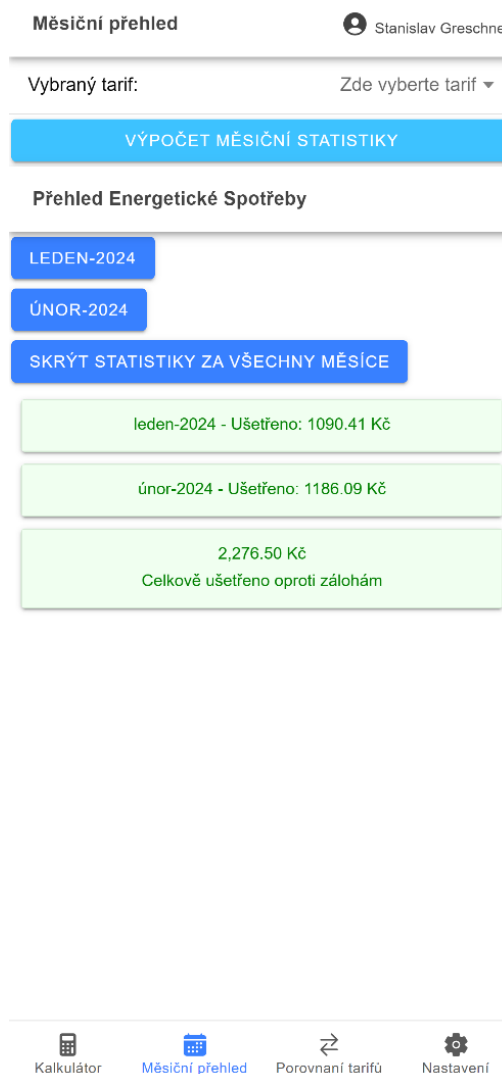 Měsíční přehled
Stanislav Greschne
Vybraný tarif:
Zde vyberte tarif
VÝPOČET MĚSIČNÍ STATISTIKY
Přehled Energetické Spotřeby
LEDEN-2024
ÚNOR-2024
SKRÝT STATISTIKY ZA VŠECHNY MĚSÍCE
leden-2024 - Ušetřeno: 1090.41 Kč
únor-2024 - Ušetřeno: 1186.09 Kč
2,276.50 Kč
Celkově ušetřeno oproti zálohám
Kalkulátor
Měsíční přehled
Porovnaní tarifů
Nastavení